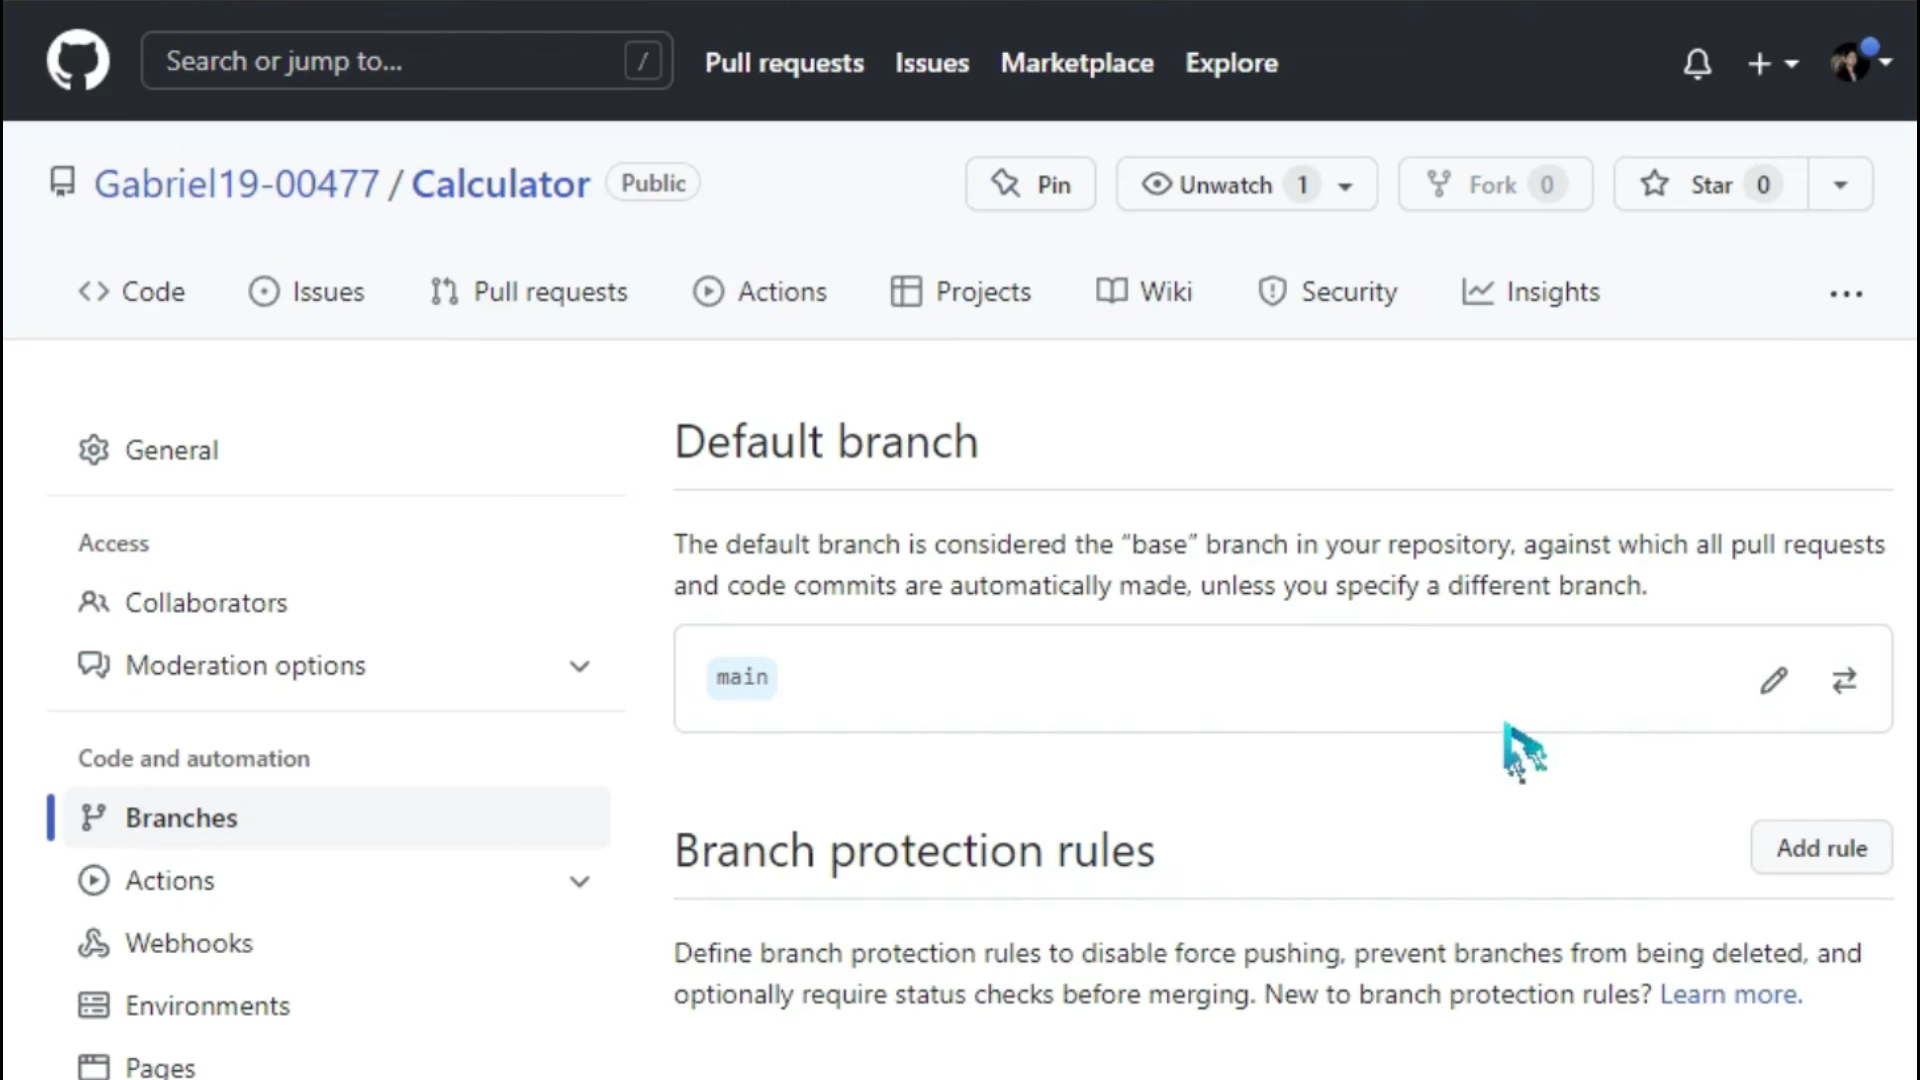 Search or jump to... / Pull requests Issues Marketplace Explore
Gabriel19-00477 / Calculator Public Pin Unwatch 1 Fork 0 Star 0
Code Issues Pull requests Actions Projects Wiki Security Insights ...
General
Access
Collaborators
Moderation options
Code and automation
Branches
Actions
Webhooks
Environments
Pages
Default branch
The default branch is considered the “base” branch in your repository, against which all pull requests
and code commits are automatically made, unless you specify a different branch.
main
Branch protection rules
Add rule
Define branch protection rules to disable force pushing, prevent branches from being deleted, and
optionally require status checks before merging. New to branch protection rules? Learn more.